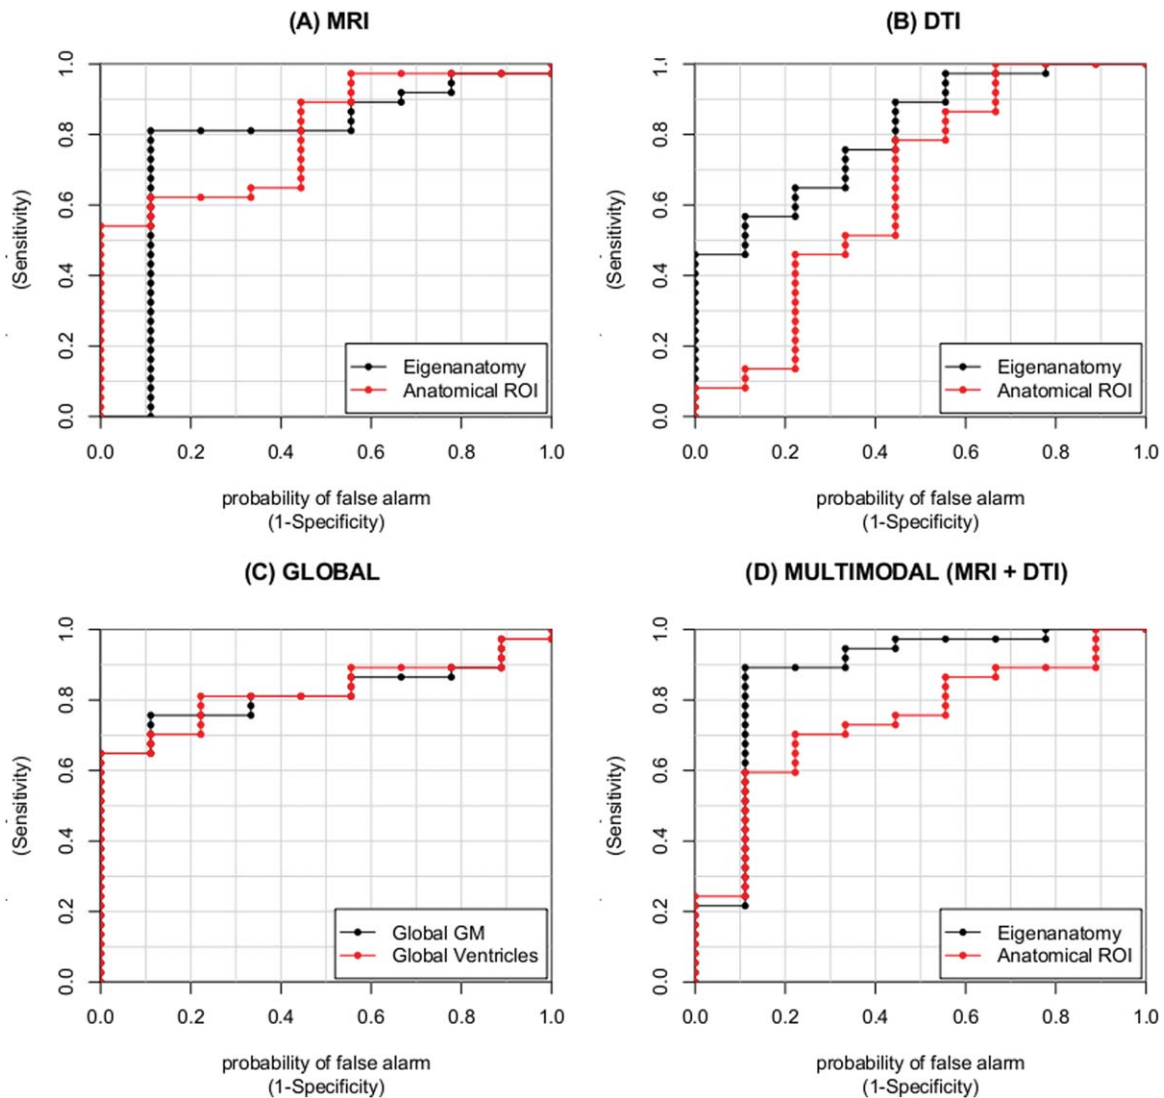 (A) MRI
(Sensitivity)
1.0
0.8
0.6
0.4
0.2
0.0
Eigenanatomy
Anatomical ROI
0.0 0.2 0.4 0.6 0.8 1.0
probability of false alarm
(1-Specificity)
(B) DTI
(Sensitivity)
1.0
0.8
0.6
0.4
0.2
0.0
Eigenanatomy
Anatomical ROI
0.0 0.2 0.4 0.6 0.8 1.0
probability of false alarm
(1-Specificity)
(C) GLOBAL
(Sensitivity)
1.0
0.8
0.6
0.4
0.2
0.0
Global GM
Global Ventricles
0.0 0.2 0.4 0.6 0.8 1.0
probability of false alarm
(1-Specificity)
(D) MULTIMODAL (MRI + DTI)
(Sensitivity)
1.0
0.8
0.6
0.4
0.2
0.0
Eigenanatomy
Anatomical ROI
0.0 0.2 0.4 0.6 0.8 1.0
probability of false alarm
(1-Specificity)